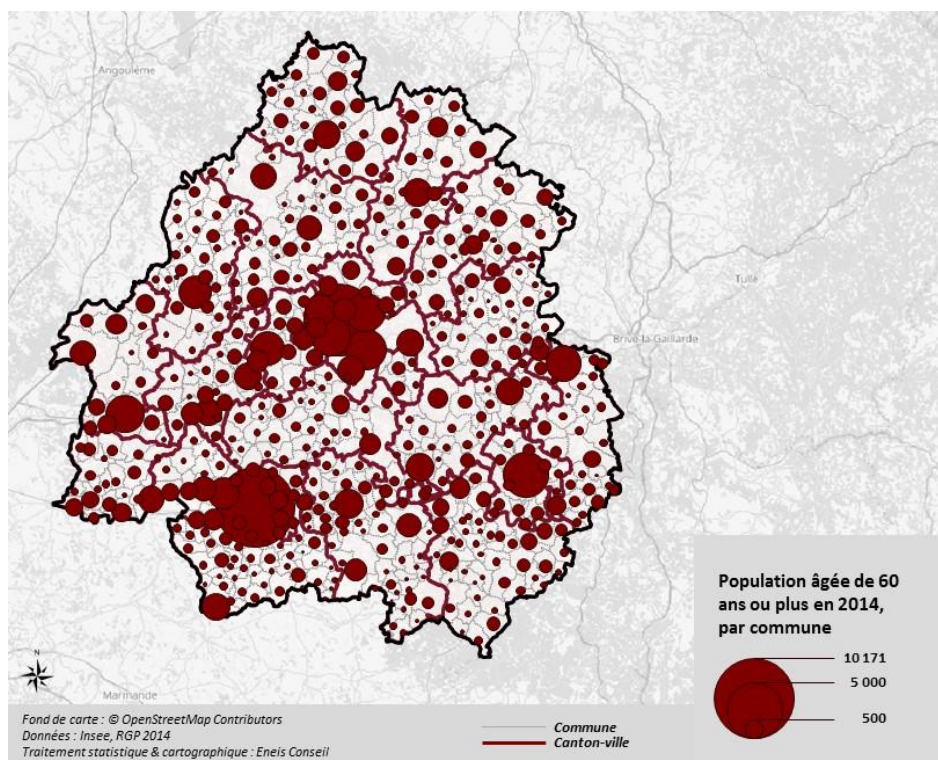 Angoulême
Tulle
Brive-la-Gaillarde
Marmande
N
Population âgée de 60
ans ou plus en 2014,
par commune
10 171
5 000
500
Fond de carte : © OpenStreetMap Contributors
Données : Insee, RGP 2014
Traitement statistique & cartographique : Eneis Conseil
Commune
Canton-ville